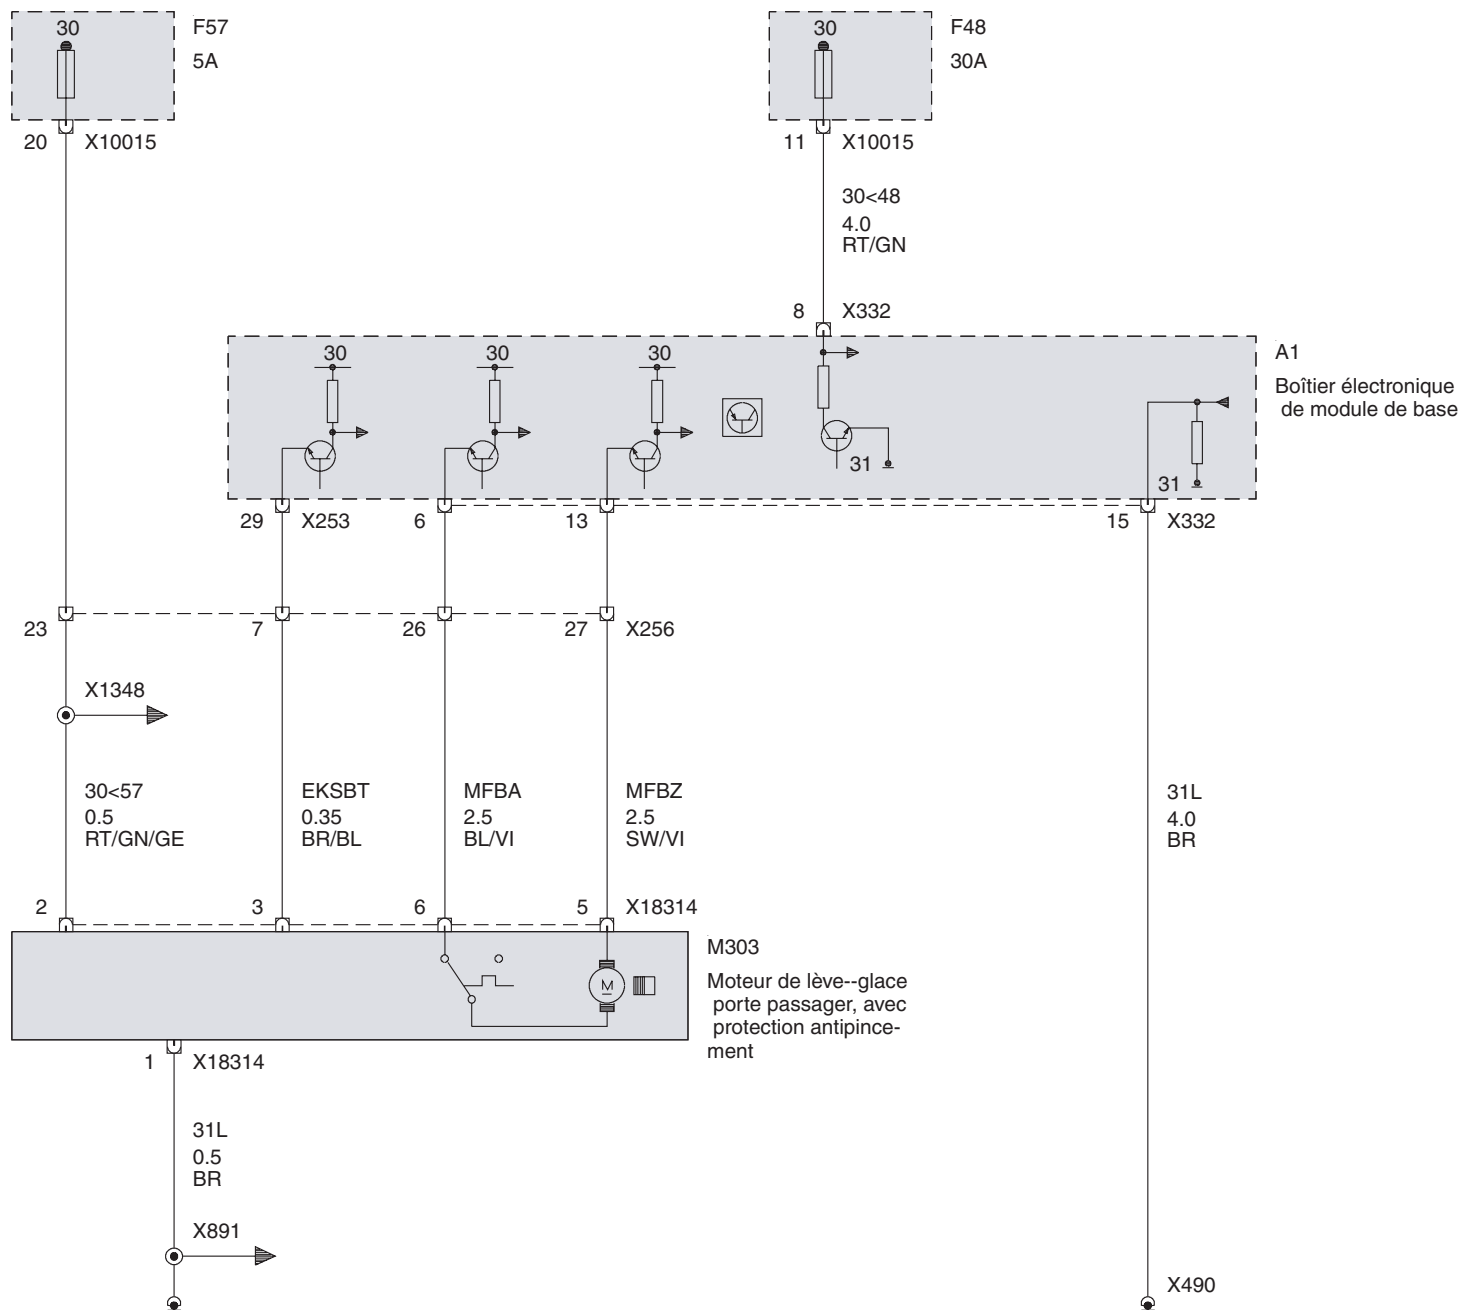 30
F57
5A
20
X10015
30
F48
30A
11
X10015
30<48
4.0
RT/GN
8
X332
30
30
30
31
31
A1
Boîtier électronique
de module de base
29
X253
6
13
15
X332
23
7
26
27
X256
X1348
30<57
0.5
RT/GN/GE
EKSBT
0.35
BR/BL
MFBA
2.5
BL/VI
MFBZ
2.5
SW/VI
31L
4.0
BR
2
3
6
5
X18314
M
M303
Moteur de lève--glace
porte passager, avec
protection antipince-
ment
1
X18314
31L
0.5
BR
X891
X490